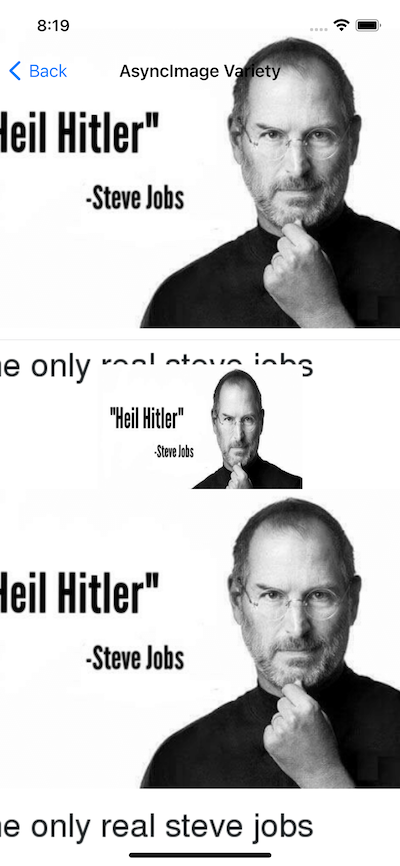 8:19
Back
AsyncImage Variety
Heil Hitler"
-Steve Jobs
e only real steve jobs
"Heil Hitler"
-Steve Jobs
Heil Hitler"
-Steve Jobs
e only real steve jobs